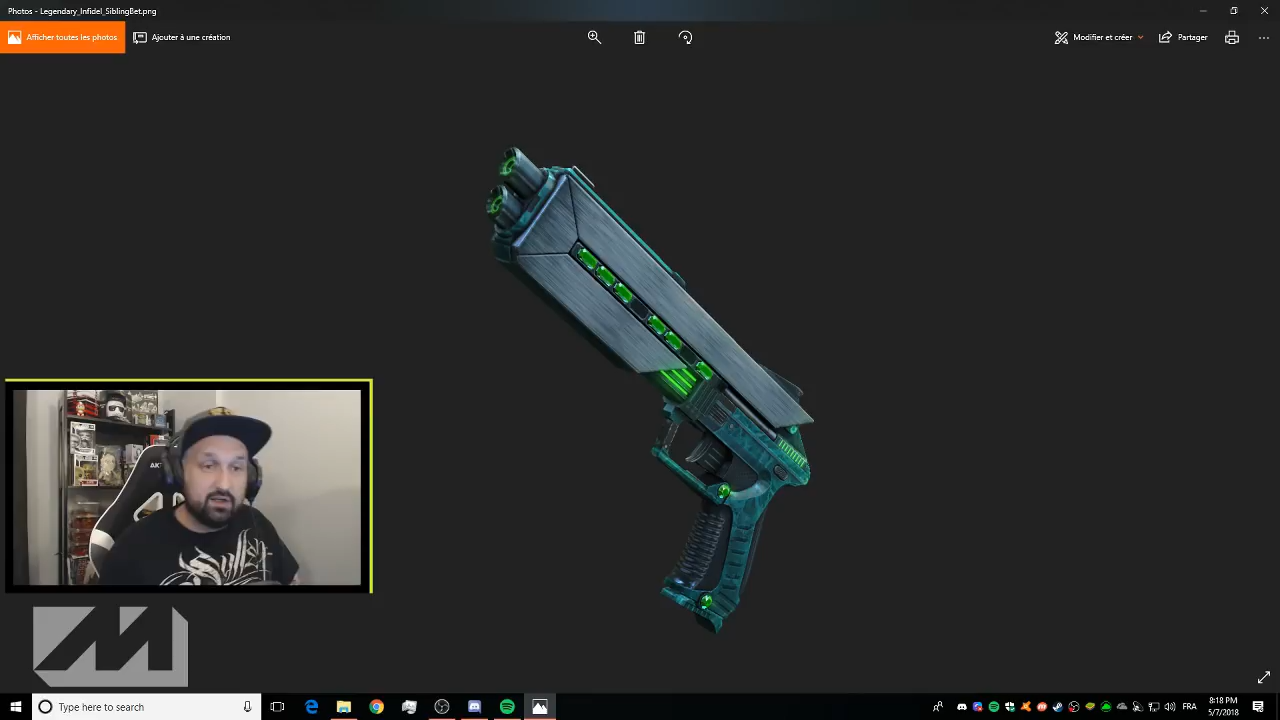 Photos - Legendary_Infidel_SiblingBet.png
Afficher toutes les photos
Ajouter à une création
Modifier et créer
Partager
AK
Type here to search
FRA
8:18 PM
5/7/2018